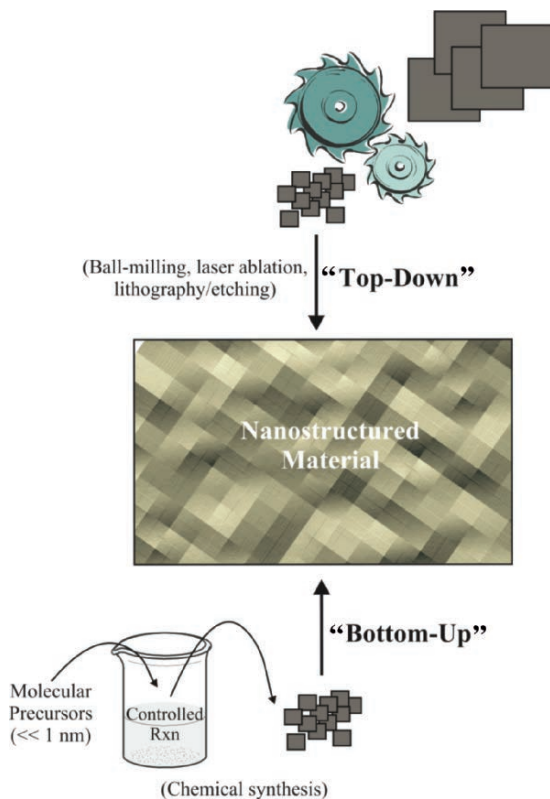 (Ball-milling, laser ablation,
lithography/etching)
“Top-Down”
Nanostructured
Material
“Bottom-Up”
Molecular
Precursors
(<< 1 nm)
Controlled
Rxn
(Chemical synthesis)